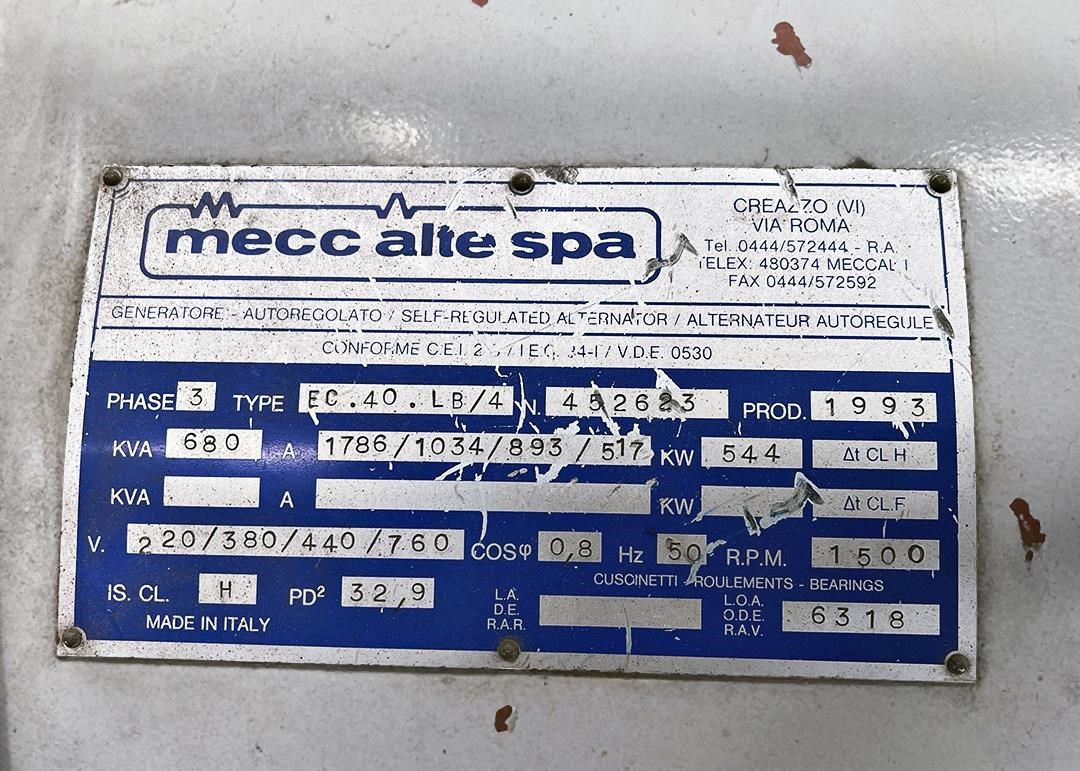 mecc alte spa
CREAZZO (VI)
VIA ROMA
Tel. 0444/572444 - R.A.
TELEX: 480374 MECCAL I
FAX 0444/572592
GENERATORE - AUTOREGOLATO / SELF-REGULATED ALTERNATOR / ALTERNATEUR AUTOREGULE
CONFORME C.E.I. / I.E.C. 34-1 / V.D.E. 0530
PHASE 3 TYPE EC.40.LB/4 N. 452623 PROD. 1993
KVA 680 A 1786/1034/893/517 KW 544 Δt CL H
KVA A KW Δt CL.F
V. 220/380/440/760 COSφ 0,8 Hz 50 R.P.M. 1500
CUSCINETTI - ROULEMENTS - BEARINGS
IS. CL. H PD² 32,9 L.A. D.E. R.A.R. L.O.A. O.D.E. R.A.V. 6318
MADE IN ITALY